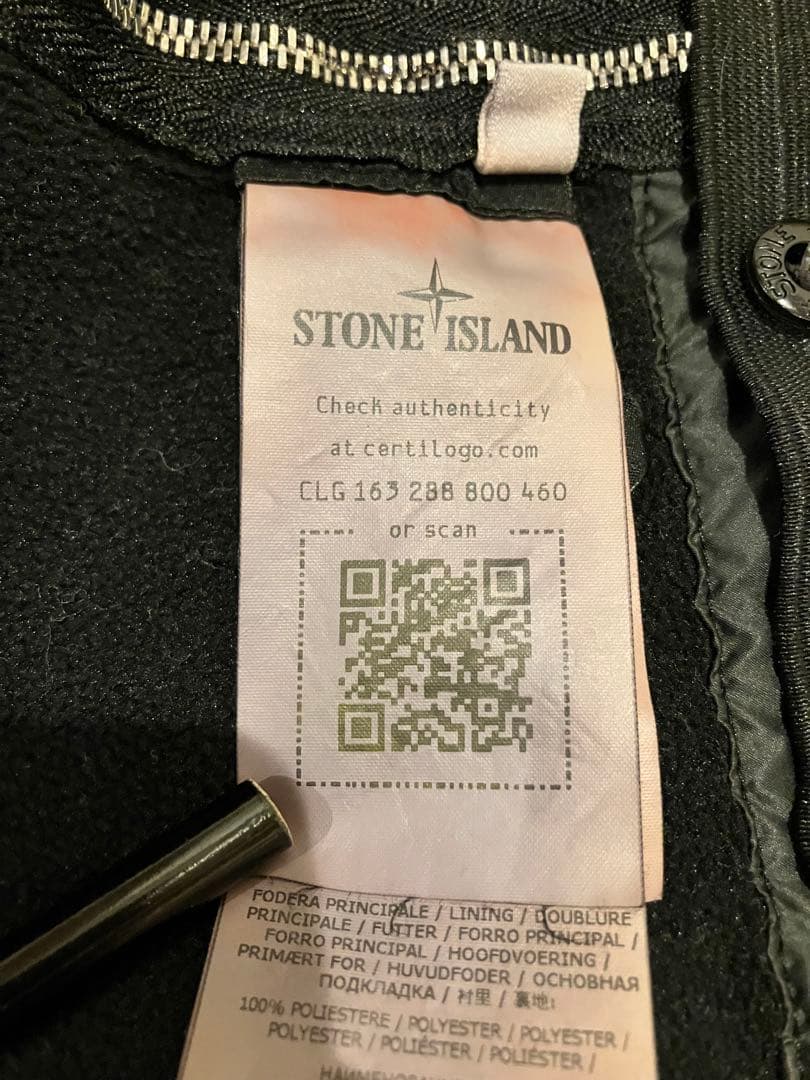 STONE ISLAND
Check authenticity
at certilogo.com
CLG 163 288 800 460
or scan
FODERA PRINCIPALE / LINING / DOUBLURE
PRINCIPALE / FUTTER / FORRO PRINCIPAL /
FORRO PRINCIPAL / HOOFDVOERING /
PRIMÆRT FOR / HUVUDFODER / ОСНОВНАЯ
ПОДКЛАДКА / 衬里 / 裏地:
100% POLIESTERE / POLYESTER / POLYESTER /
POLYESTER / POLIÉSTER / POLIÉSTER /